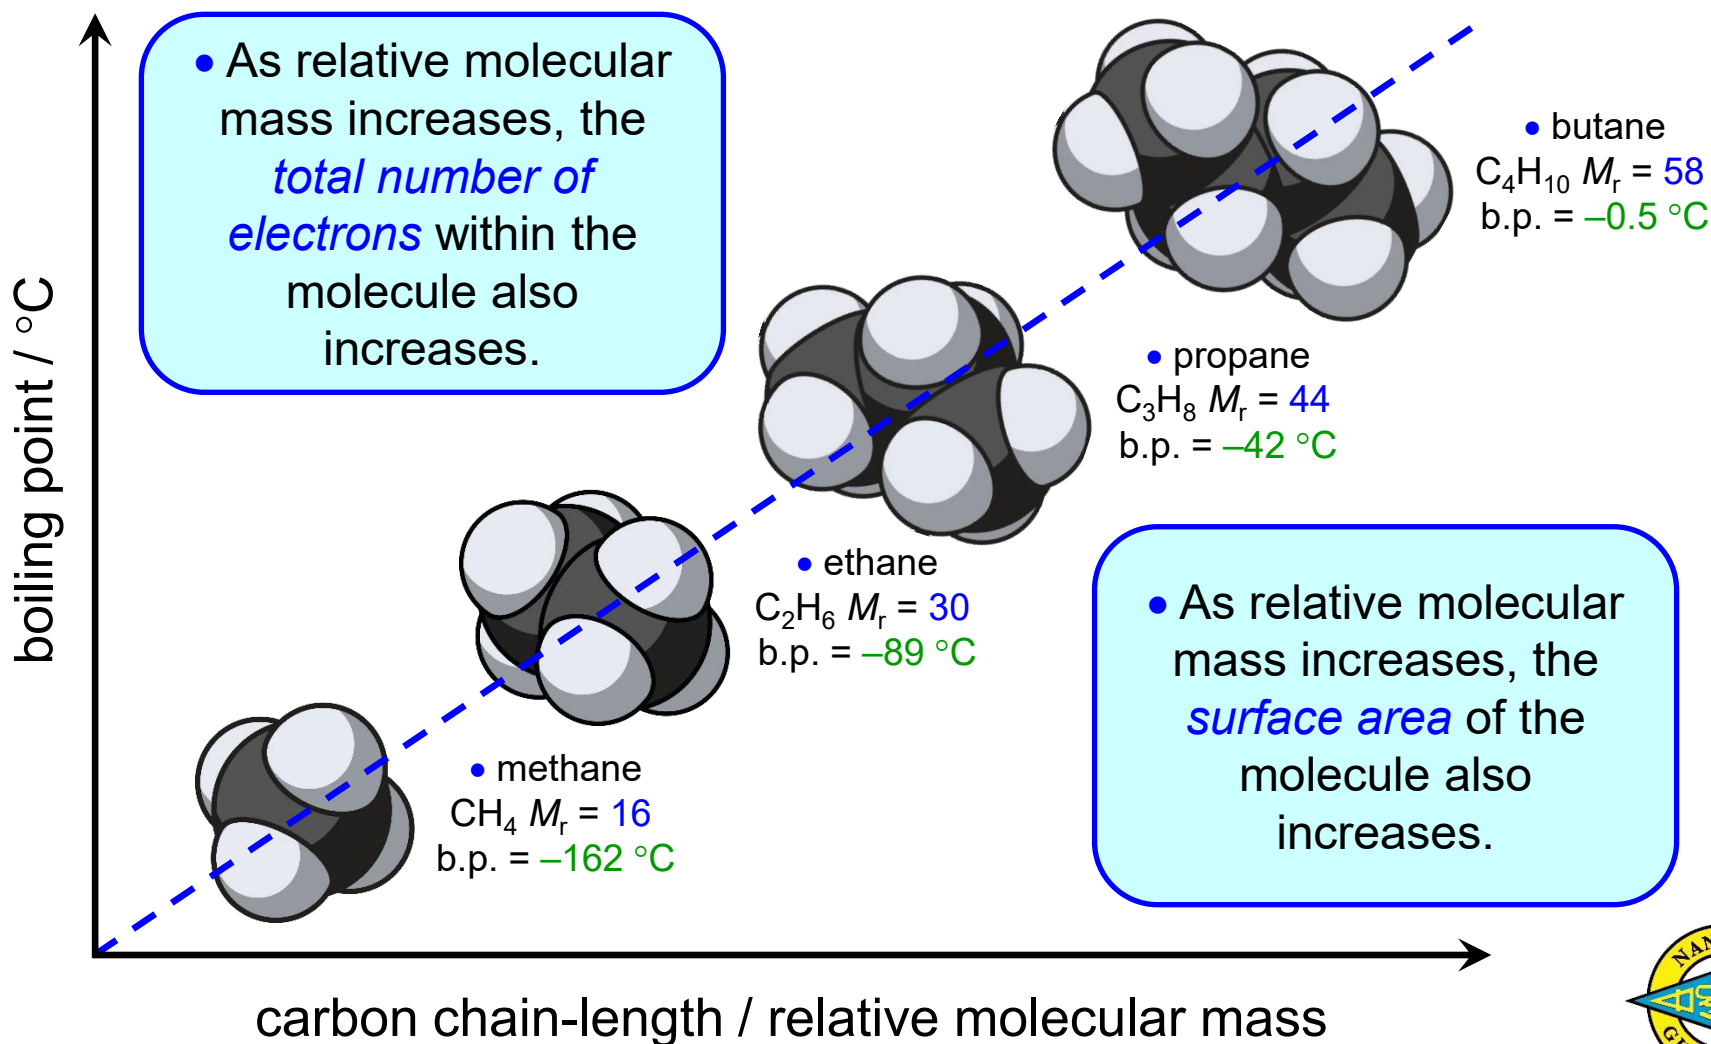 • As relative molecular
mass increases, the
total number of
electrons within the
molecule also
increases.
• butane
C₄H₁₀ Mᵣ = 58
b.p. = –0.5 °C
• propane
C₃H₈ Mᵣ = 44
b.p. = –42 °C
• ethane
C₂H₆ Mᵣ = 30
b.p. = –89 °C
• methane
CH₄ Mᵣ = 16
b.p. = –162 °C
• As relative molecular
mass increases, the
surface area of the
molecule also
increases.
boiling point / °C
carbon chain-length / relative molecular mass